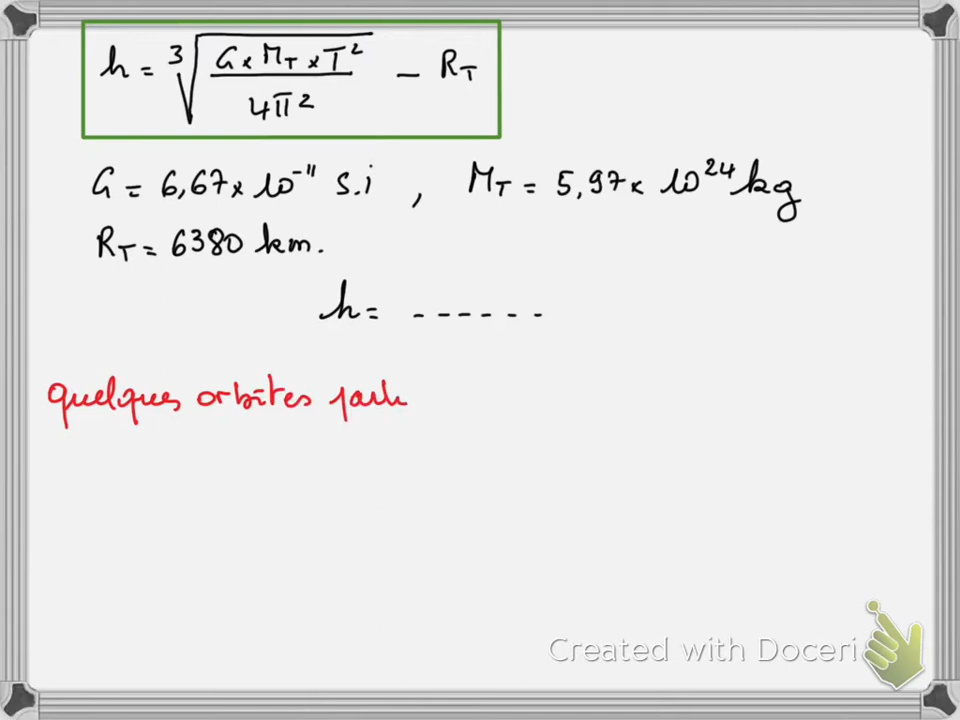 h = ∛(G × M_T × T² / 4π²) − R_T
G = 6,67 × 10⁻¹¹ s.i , M_T = 5,97 × 10²⁴ kg
R_T = 6380 km.
h = - - - - - -
quelques orbites
Created with Doceri